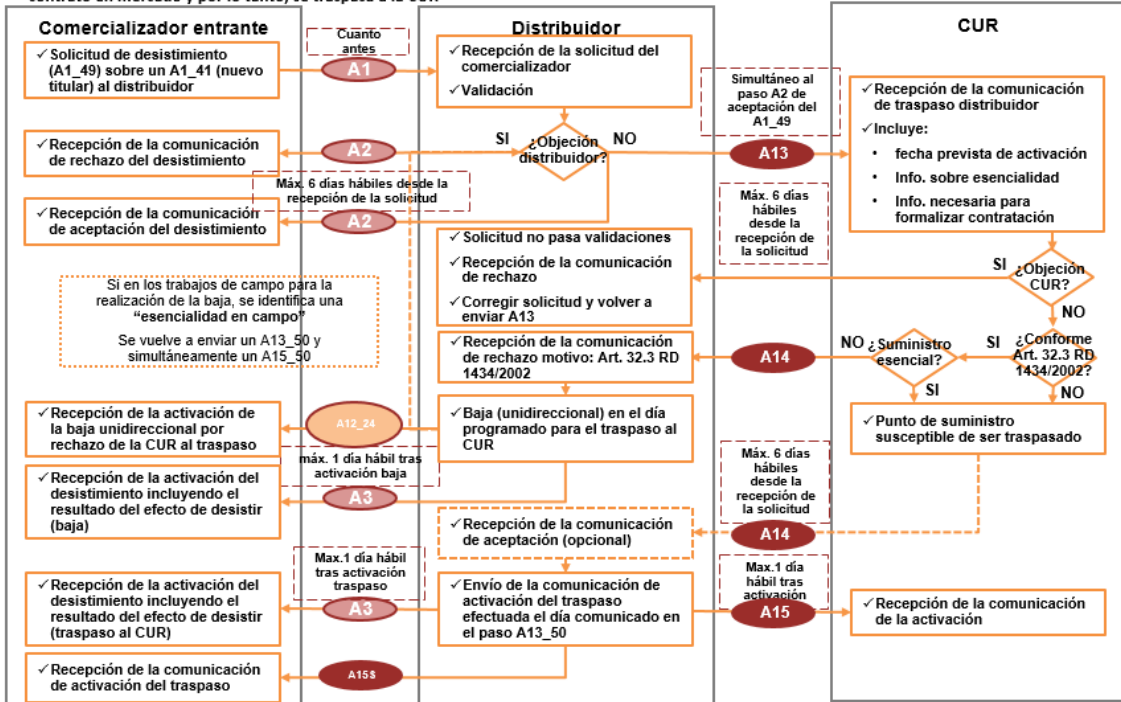 contrato en mercado y por lo tanto, se traspasa a la CUR
Comercializador entrante
Distribuidor
CUR
✓ Solicitud de desistimiento
(A1_49) sobre un A1_41 (nuevo
titular) al distribuidor
Cuanto
antes
A1
✓ Recepción de la solicitud del
comercializador
✓ Validación
Simultáneo al
paso A2 de
aceptación del
A1_49
✓ Recepción de la comunicación
de traspaso distribuidor
✓ Incluye:
• fecha prevista de activación
• Info. sobre esencialidad
• Info. necesaria para
formalizar contratación
✓ Recepción de la comunicación
de rechazo del desistimiento
A2
SI
¿Objeción
distribuidor?
NO
A13
Máx. 6 días hábiles desde la
recepción de la solicitud
✓ Recepción de la comunicación
de aceptación del desistimiento
A2
Máx. 6 días
hábiles
desde la
recepción de
la solicitud
✓ Solicitud no pasa validaciones
✓ Recepción de la comunicación
de rechazo
✓ Corregir solicitud y volver a
enviar A13
SI
¿Objeción
CUR?
NO
Si en los trabajos de campo para la
realización de la baja, se identifica una
“esencialidad en campo”
Se vuelve a enviar un A13_50 y
simultáneamente un A15_50
✓ Recepción de la comunicación
de rechazo motivo: Art. 32.3 RD
1434/2002
A14
NO
¿Suministro
esencial?
SI
¿Conforme
Art. 32.3 RD
1434/2002?
SI
NO
✓ Recepción de la activación de
la baja unidireccional por
rechazo de la CUR al traspaso
A12_24
✓ Baja (unidireccional) en el día
programado para el traspaso al
CUR
✓ Punto de suministro
susceptible de ser traspasado
máx. 1 día hábil tras
activación baja
Máx. 6 días
hábiles
desde la
recepción de
la solicitud
✓ Recepción de la activación del
desistimiento incluyendo el
resultado del efecto de desistir
(baja)
A3
✓ Recepción de la comunicación
de aceptación (opcional)
A14
Max.1 día hábil
tras activación
traspaso
Max.1 día
hábil tras
activación
✓ Recepción de la activación del
desistimiento incluyendo el
resultado del efecto de desistir
(traspaso al CUR)
A3
✓ Envío de la comunicación de
activación del traspaso
efectuada el día comunicado en
el paso A13_50
A15
✓ Recepción de la comunicación
de la activación
✓ Recepción de la comunicación
de activación del traspaso
A15$